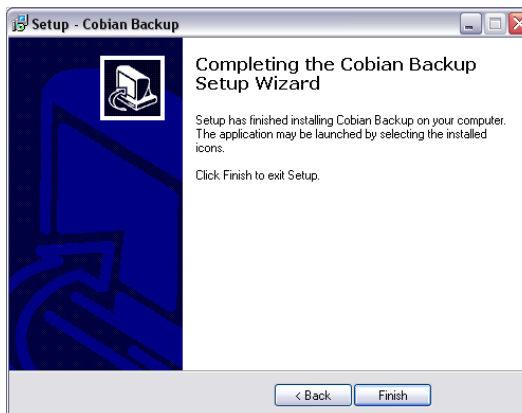 Setup - Cobian Backup
Completing the Cobian Backup
Setup Wizard
Setup has finished installing Cobian Backup on your computer.
The application may be launched by selecting the installed
icons.
Click Finish to exit Setup.
< Back
Finish